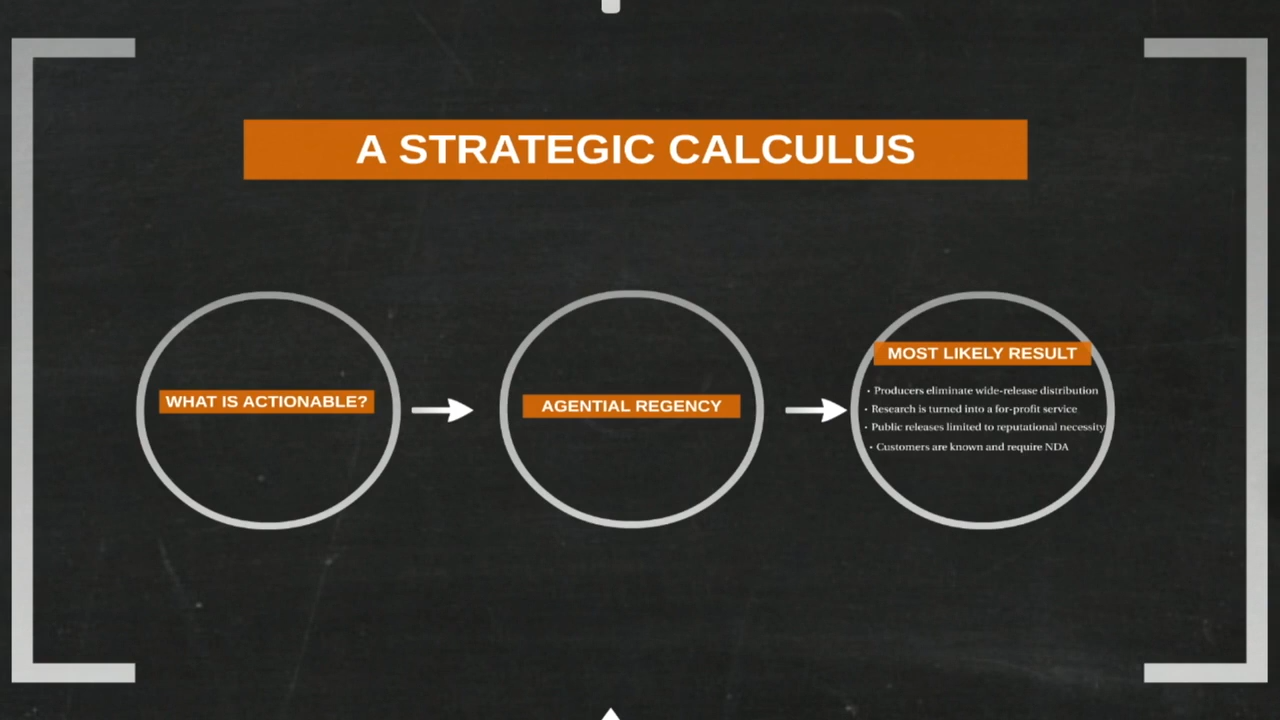 A STRATEGIC CALCULUS
WHAT IS ACTIONABLE?
AGENTIAL REGENCY
MOST LIKELY RESULT
• Producers eliminate wide-release distribution
• Research is turned into a for-profit service
• Public releases limited to reputational necessity
• Customers are known and require NDA